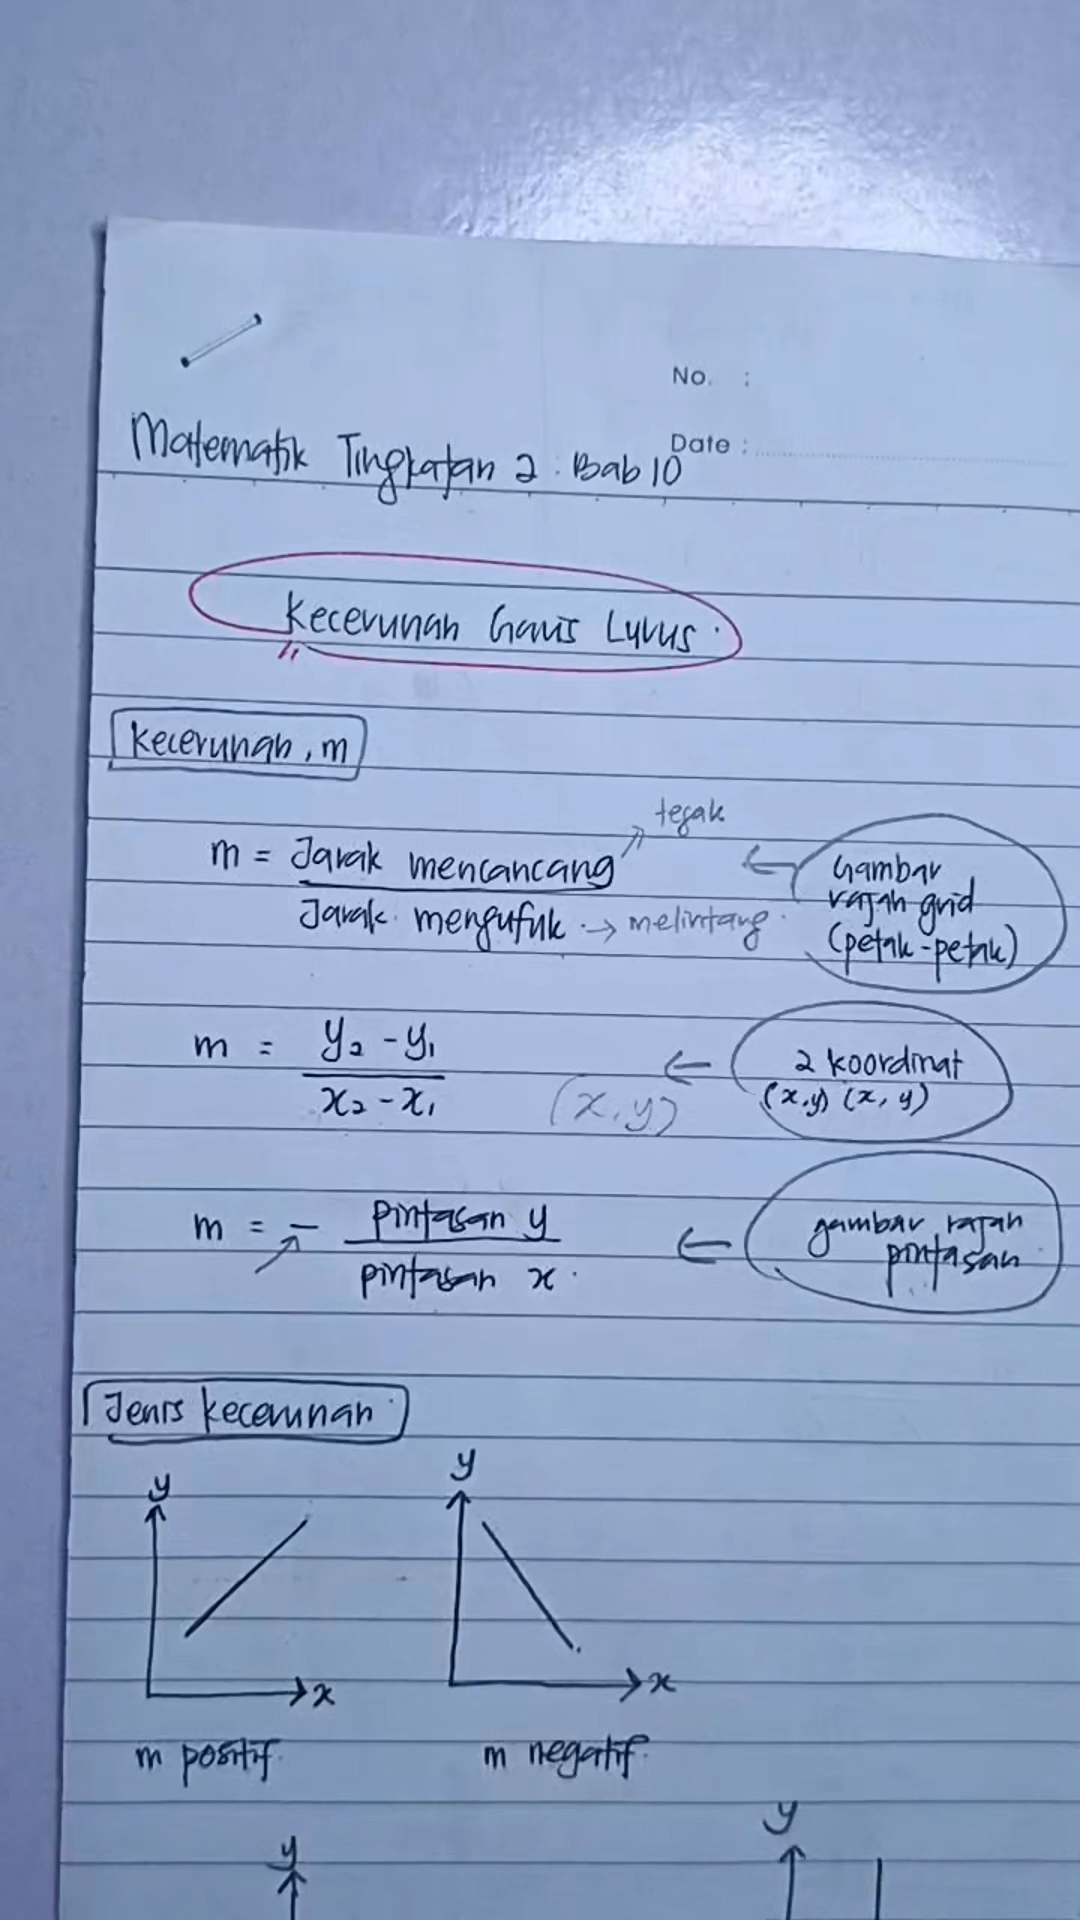 No. :
Date :
Matematik Tingkatan 2 : Bab 10
Kecerunan Garis Lurus.
Kecerunan, m
tegak
m = Jarak mencancang
Jarak mengufuk → melintang.
← Gambar
rajah grid
(petak-petak)
m = y₂ - y₁
x₂ - x₁
(x,y)
← 2 koordinat
(x,y) (x, y)
m = - pintasan y
pintasan x.
← gambar rajah
pintasan.
Jenis kecerunan.
y
x
m positif.
y
x
m negatif.
y
y